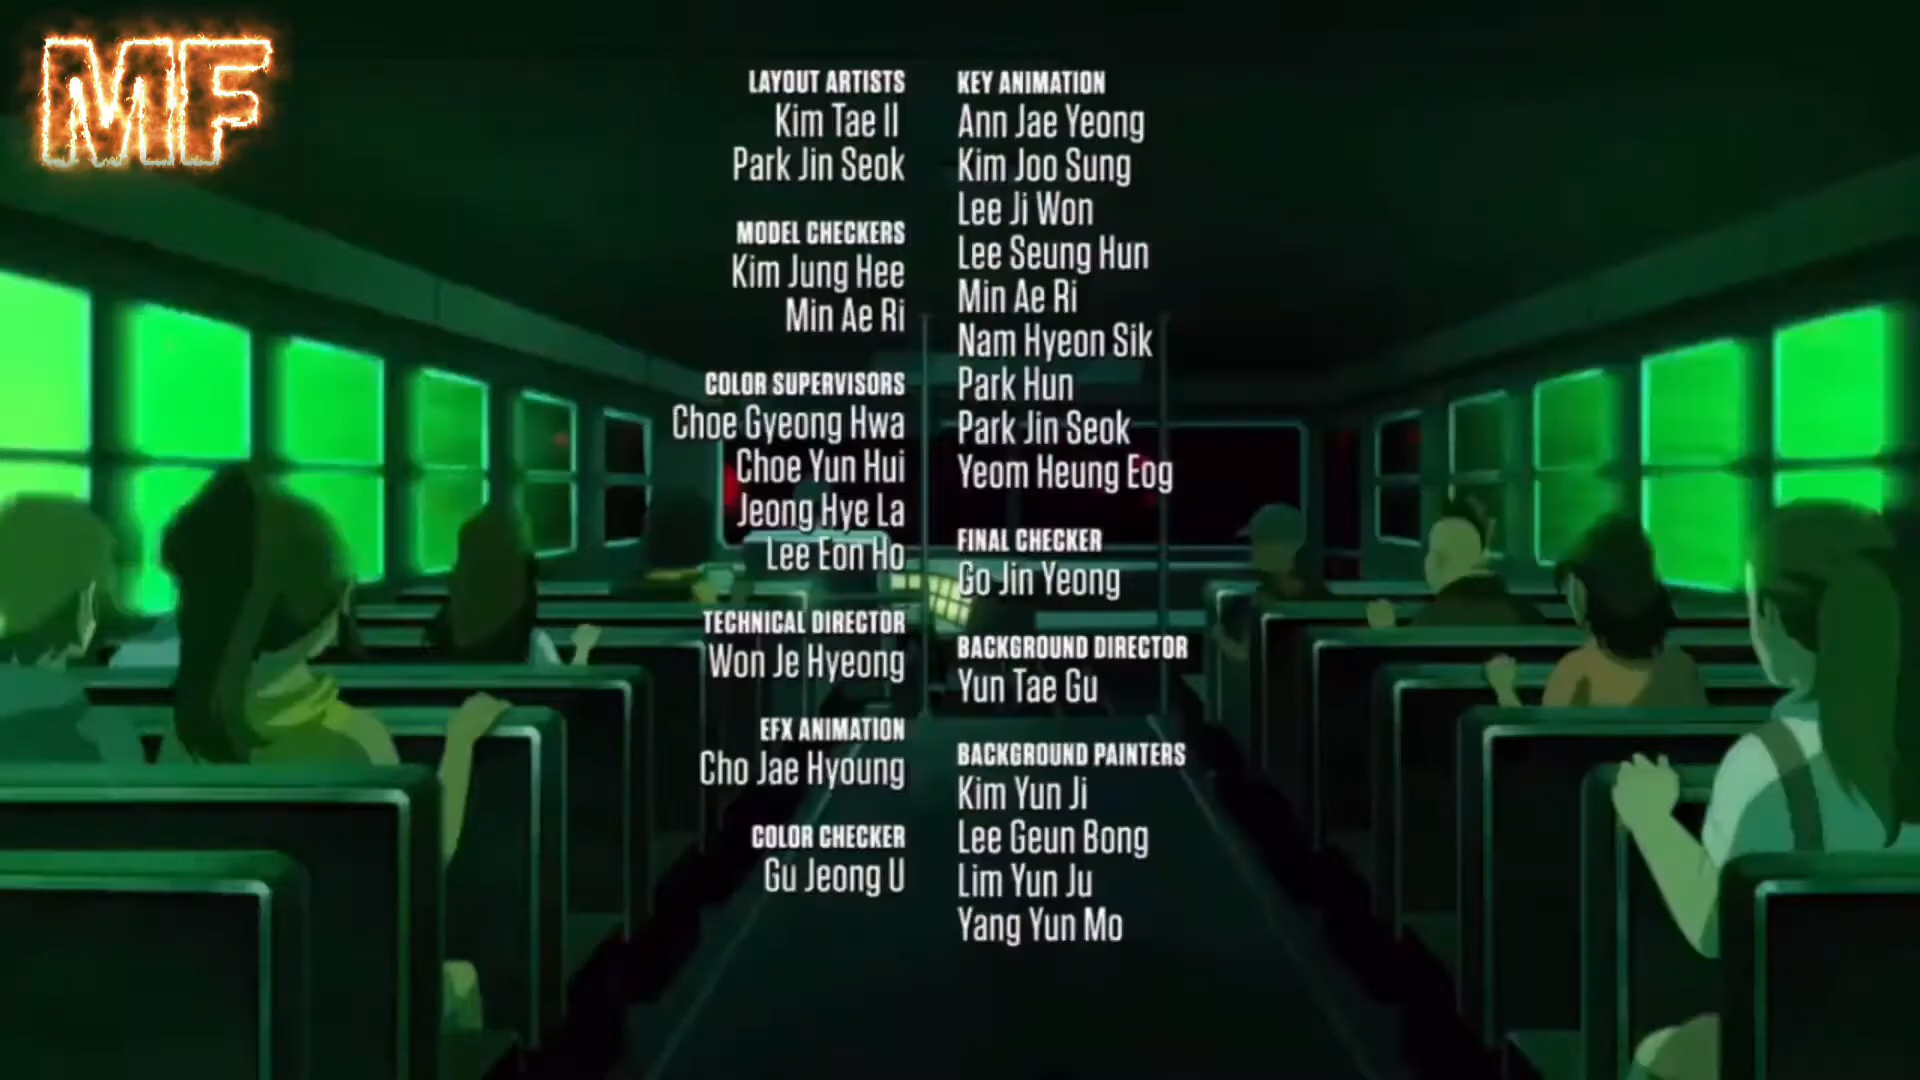 MF
LAYOUT ARTISTS
Kim Tae Il
Park Jin Seok
MODEL CHECKERS
Kim Jung Hee
Min Ae Ri
COLOR SUPERVISORS
Choe Gyeong Hwa
Choe Yun Hui
Jeong Hye La
Lee Eon Ho
TECHNICAL DIRECTOR
Won Je Hyeong
EFX ANIMATION
Cho Jae Hyoung
COLOR CHECKER
Gu Jeong U
KEY ANIMATION
Ann Jae Yeong
Kim Joo Sung
Lee Ji Won
Lee Seung Hun
Min Ae Ri
Nam Hyeon Sik
Park Hun
Park Jin Seok
Yeom Heung Eog
FINAL CHECKER
Go Jin Yeong
BACKGROUND DIRECTOR
Yun Tae Gu
BACKGROUND PAINTERS
Kim Yun Ji
Lee Geun Bong
Lim Yun Ju
Yang Yun Mo